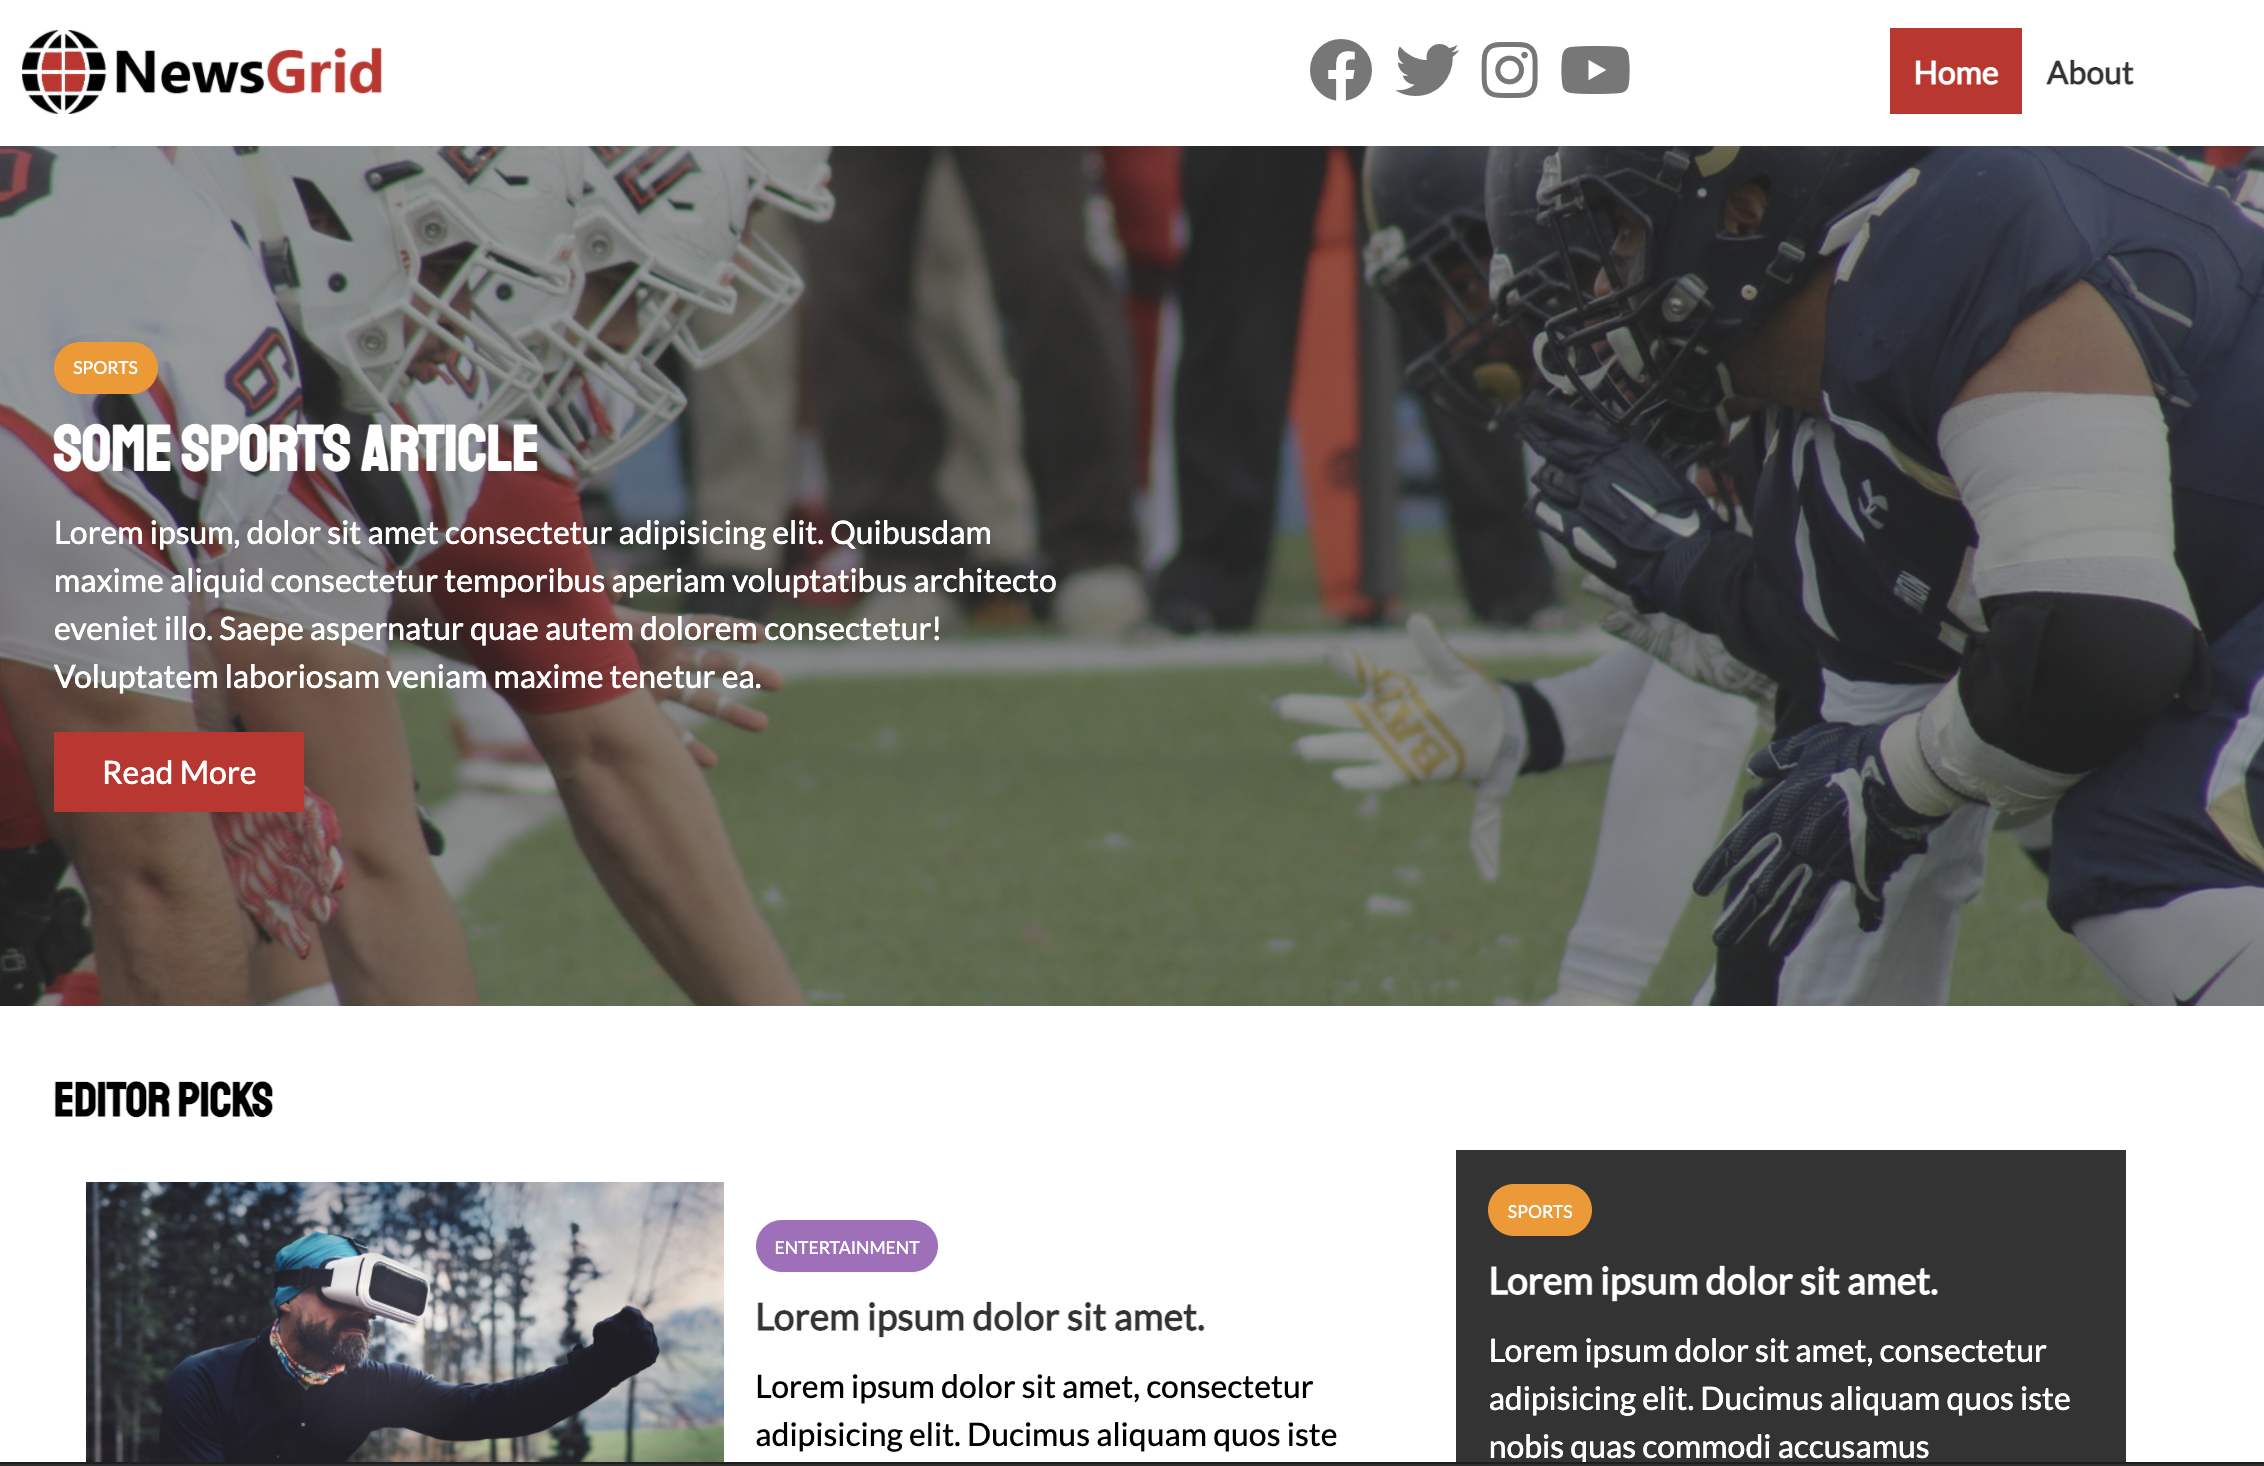 NewsGrid
Home
About
SPORTS
SOME SPORTS ARTICLE
Lorem ipsum, dolor sit amet consectetur adipisicing elit. Quibusdam
maxime aliquid consectetur temporibus aperiam voluptatibus architecto
eveniet illo. Saepe aspernatur quae autem dolorem consectetur!
Voluptatem laboriosam veniam maxime tenetur ea.
Read More
EDITOR PICKS
ENTERTAINMENT
Lorem ipsum dolor sit amet.
Lorem ipsum dolor sit amet, consectetur
adipisicing elit. Ducimus aliquam quos iste
SPORTS
Lorem ipsum dolor sit amet.
Lorem ipsum dolor sit amet, consectetur
adipisicing elit. Ducimus aliquam quos iste
nobis quas commodi accusamus